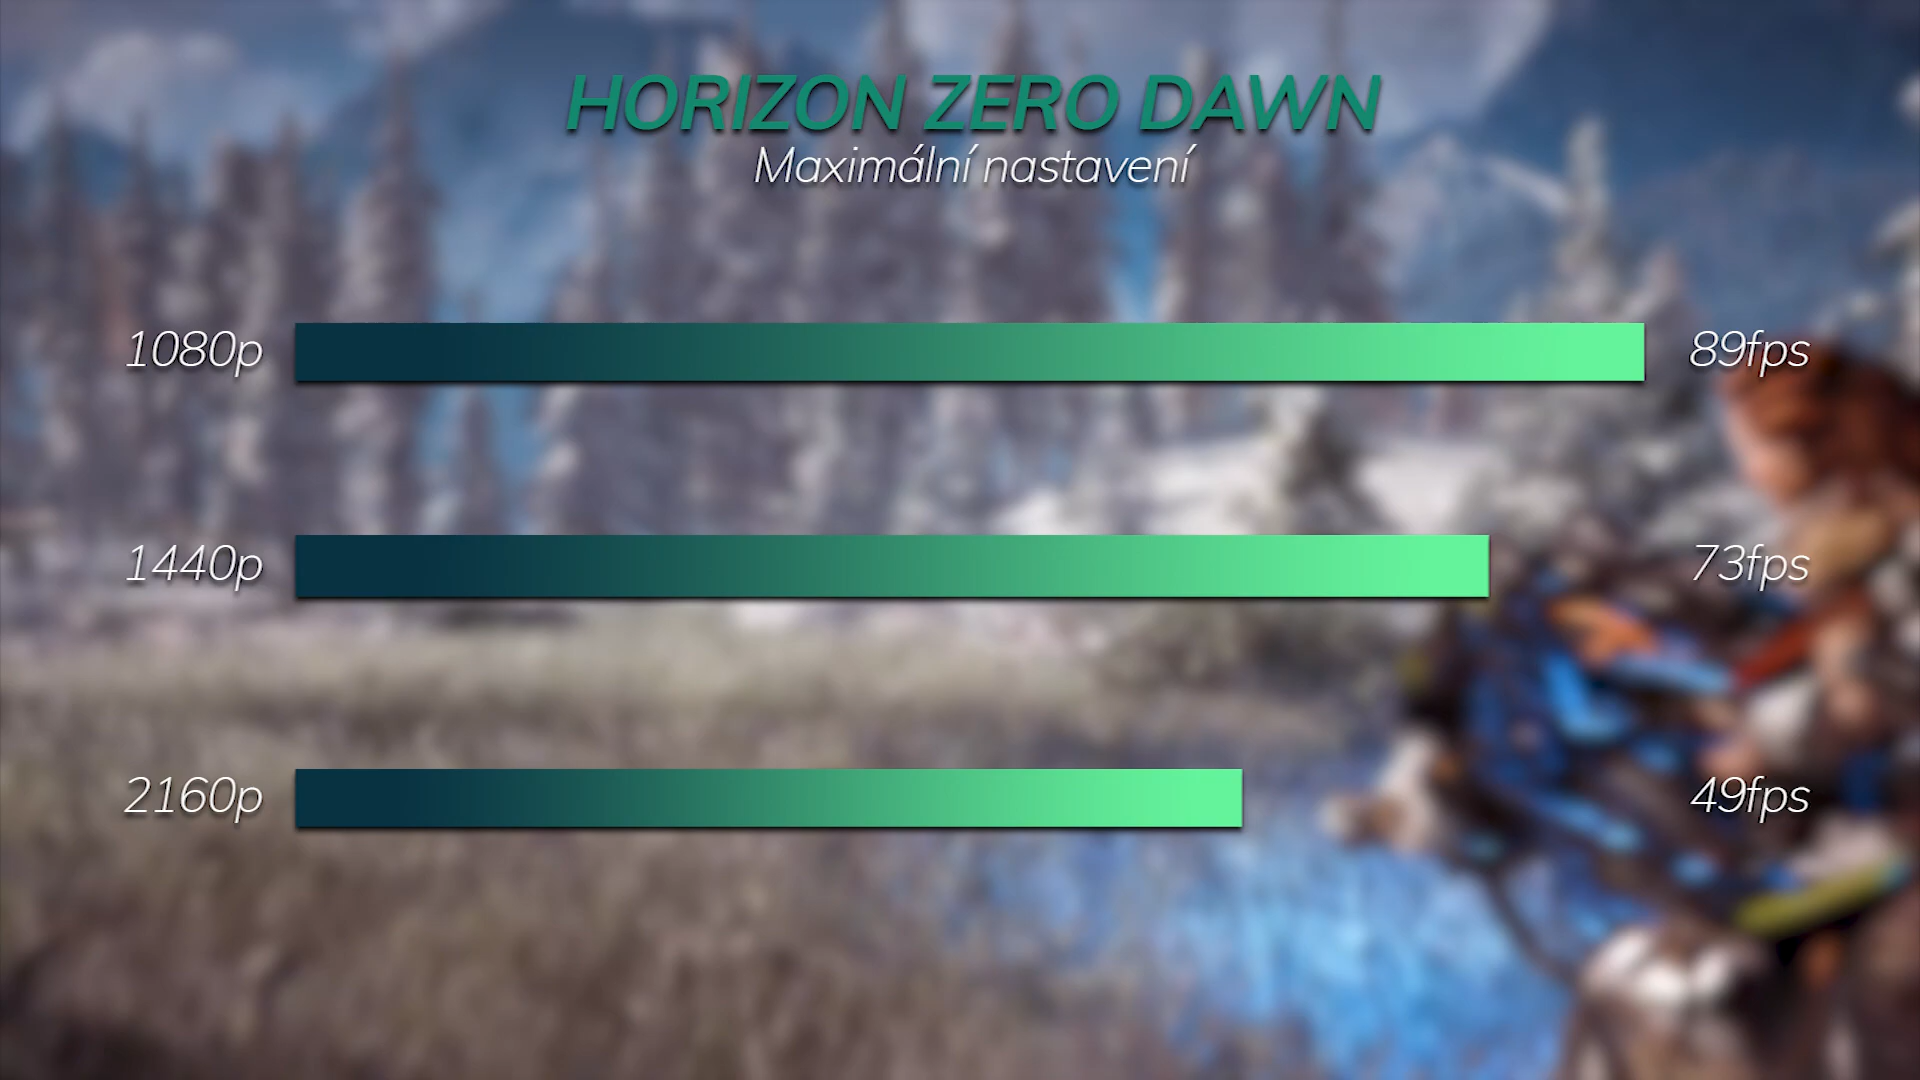 HORIZON ZERO DAWN
Maximální nastavení
1080p 89fps
1440p 73fps
2160p 49fps